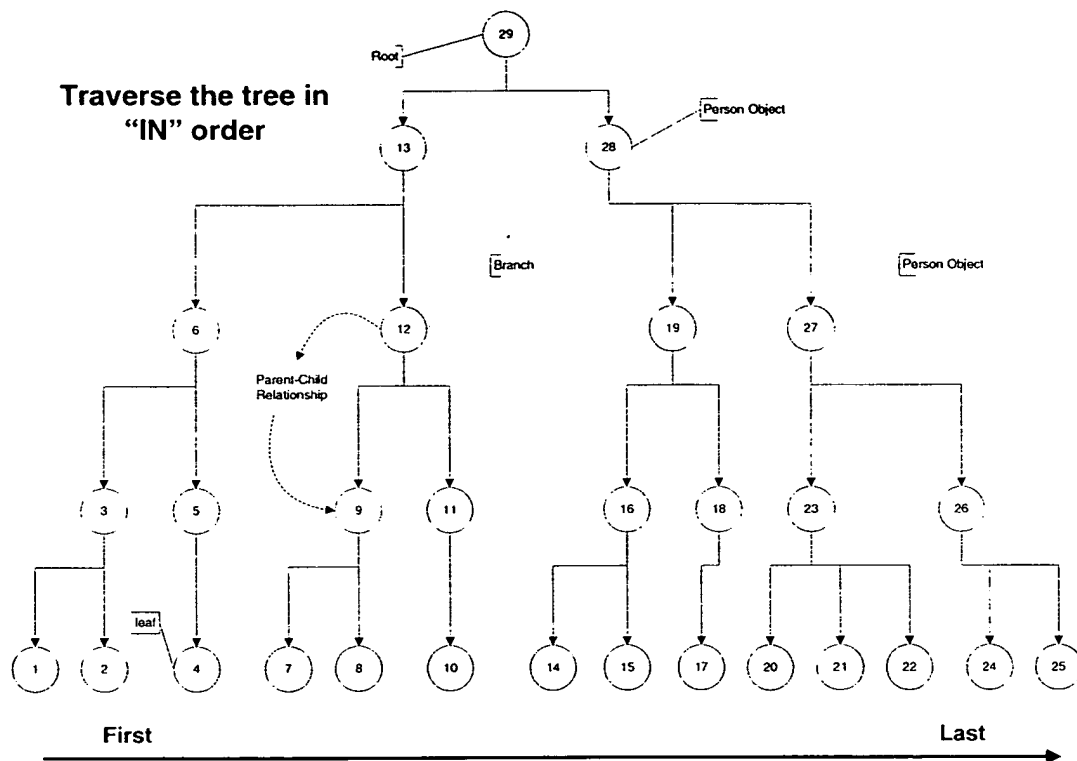 29
Root
Traverse the tree in
“IN” order
Person Object
13
28
Branch
Person Object
6
12
19
27
Parent-Child
Relationship
3
5
9
11
16
18
23
26
leaf
1
2
4
7
8
10
14
15
17
20
21
22
24
25
First
Last